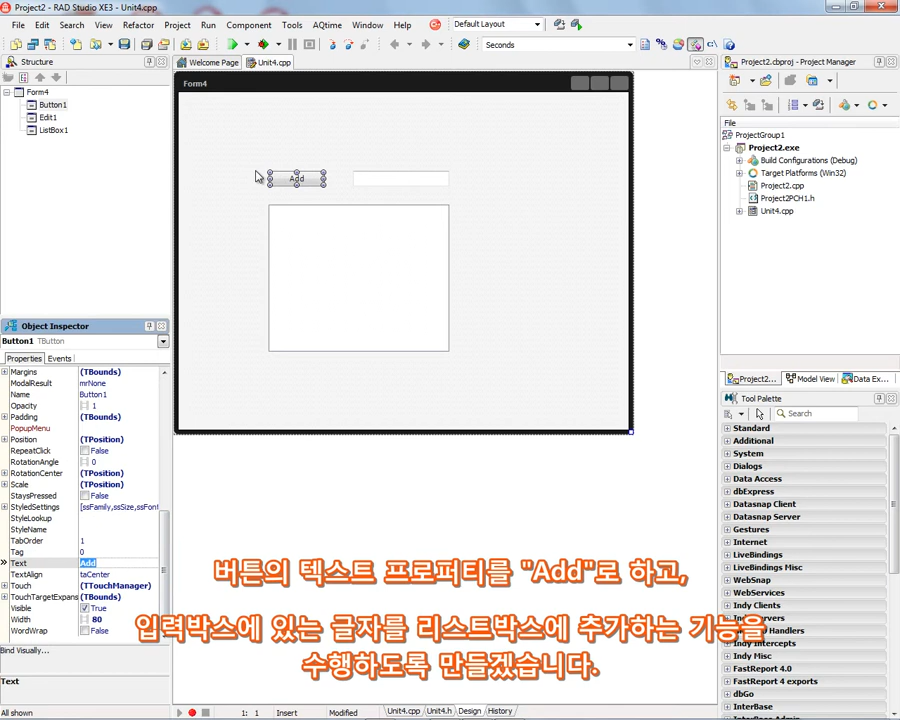 Project2 - RAD Studio XE3 - Unit4.cpp
File Edit Search View Refactor Project Run Component Tools AQtime Window Help Default Layout
Seconds
Structure
Form4
Button1
Edit1
ListBox1
Welcome Page Unit4.cpp
Form4
Add
Object Inspector
Button1 TButton
Properties Events
Margins (TBounds)
ModalResult mrNone
Name Button1
Opacity 1
Padding (TBounds)
PopupMenu
Position (TPosition)
RepeatClick False
RotationAngle 0
RotationCenter (TPosition)
Scale (TPosition)
StaysPressed False
StyledSettings [ssFamily,ssSize,ssFont
StyleLookup
StyleName
TabOrder 1
Tag 0
Text Add
TextAlign taCenter
Touch (TTouchManager)
TouchTargetExpans (TBounds)
Visible True
Width 80
WordWrap False
Bind Visually...
Text
All shown
1: 1 Insert Modified Unit4.cpp Unit4.h Design History
버튼의 텍스트 프로퍼티를 "Add"로 하고,
입력박스에 있는 글자를 리스트박스에 추가하는 기능을
수행하도록 만들겠습니다.
Project2.cbproj - Project Manager
File
ProjectGroup1
Project2.exe
Build Configurations (Debug)
Target Platforms (Win32)
Project2.cpp
Project2PCH1.h
Unit4.cpp
Project2... Model View Data Ex...
Tool Palette
Search
Standard
Additional
System
Dialogs
Data Access
dbExpress
Datasnap Client
Datasnap Server
Gestures
Internet
LiveBindings
LiveBindings Misc
WebSnap
WebServices
Indy Clients
Indy Servers
Handlers
Indy Intercepts
Indy Misc
FastReport 4.0
FastReport 4 exports
dbGo
InterBase